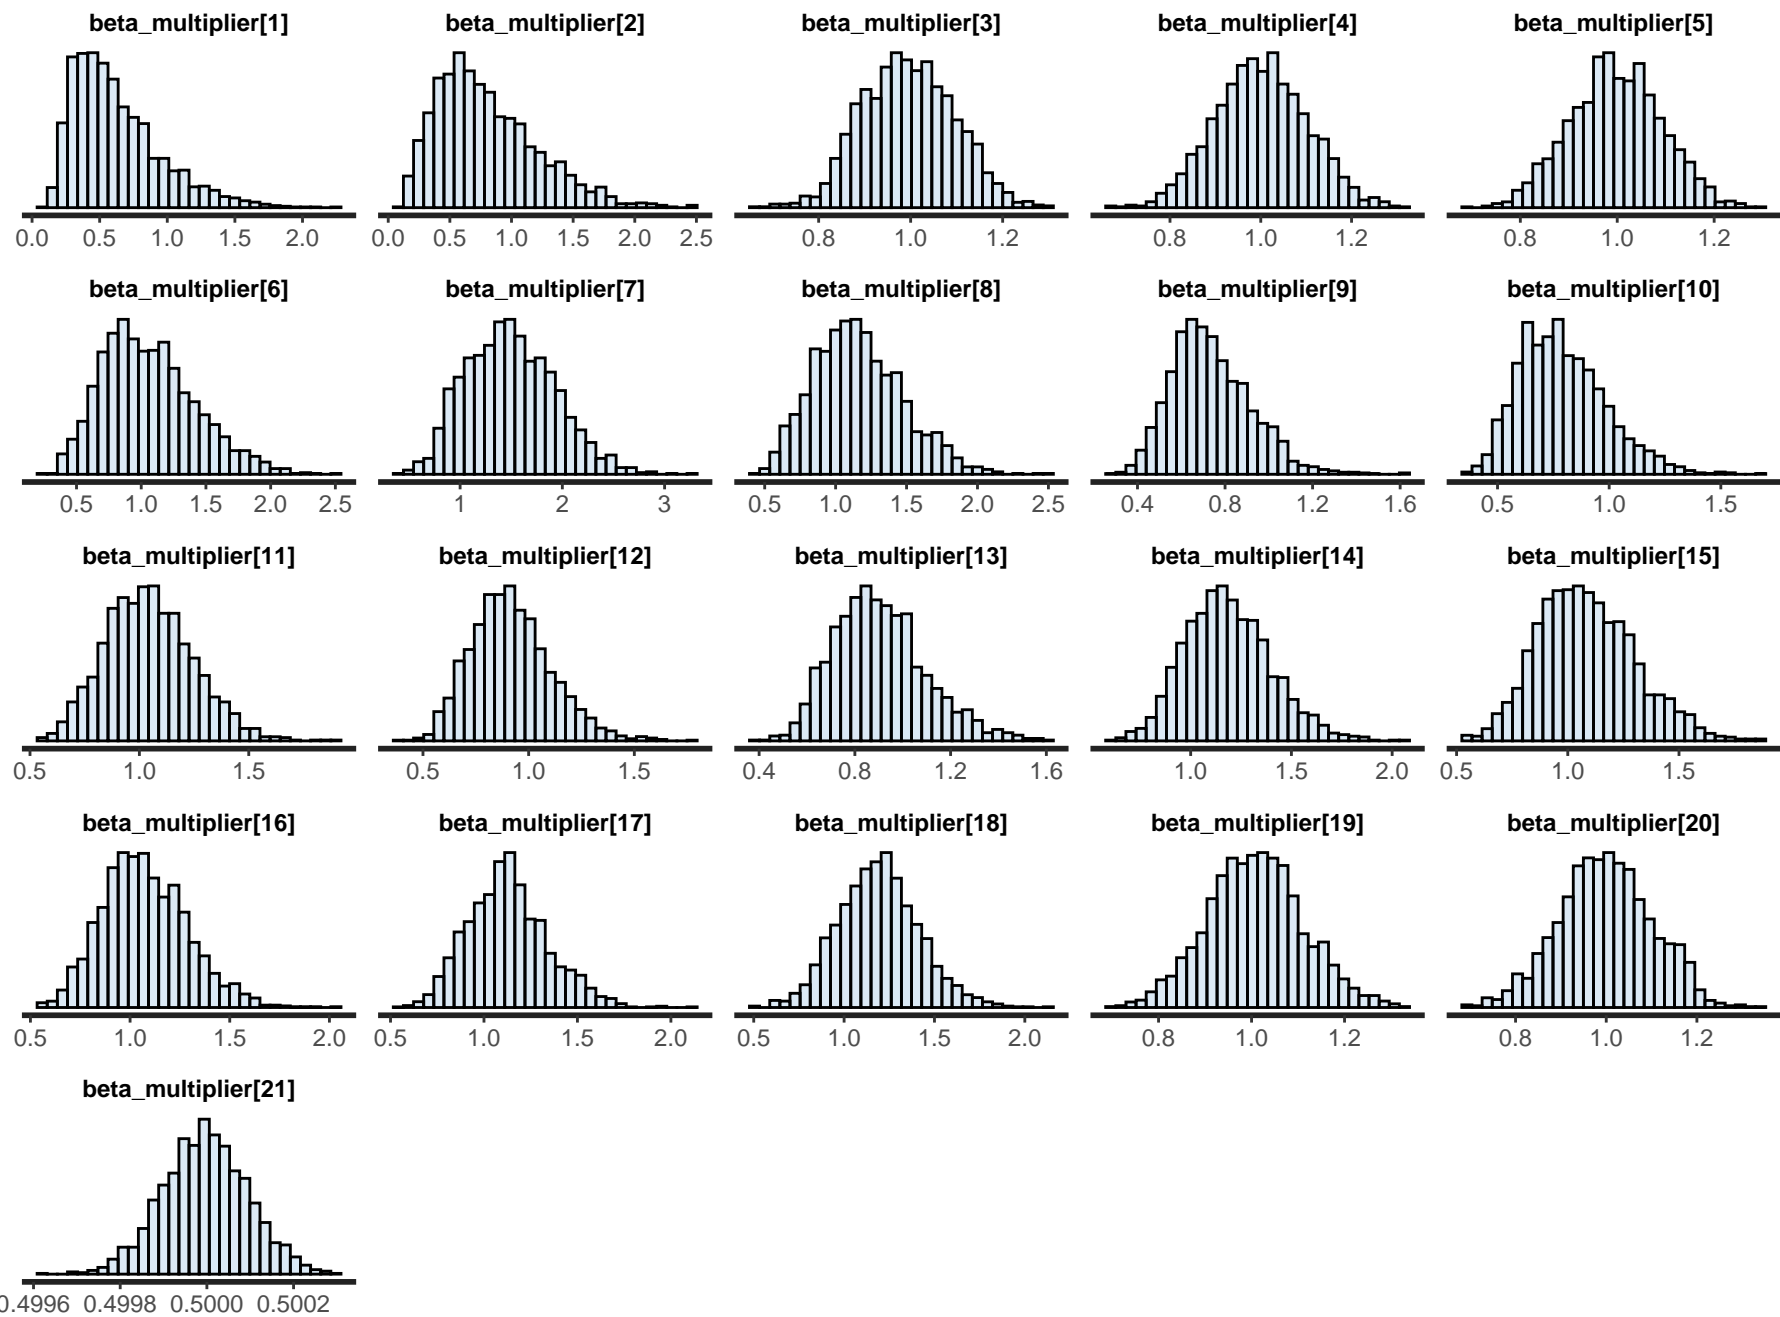 beta_multiplier[1] beta_multiplier[2] beta_multiplier[3] beta_multiplier[4] beta_multiplier[5]
0.0 0.5 1.0 1.5 2.0 0.0 0.5 1.0 1.5 2.0 2.5 0.8 1.0 1.2 0.8 1.0 1.2 0.8 1.0 1.2
beta_multiplier[6] beta_multiplier[7] beta_multiplier[8] beta_multiplier[9] beta_multiplier[10]
0.5 1.0 1.5 2.0 2.5 1 2 3 0.5 1.0 1.5 2.0 2.5 0.4 0.8 1.2 1.6 0.5 1.0 1.5
beta_multiplier[11] beta_multiplier[12] beta_multiplier[13] beta_multiplier[14] beta_multiplier[15]
0.5 1.0 1.5 0.5 1.0 1.5 0.4 0.8 1.2 1.6 1.0 1.5 2.0 0.5 1.0 1.5
beta_multiplier[16] beta_multiplier[17] beta_multiplier[18] beta_multiplier[19] beta_multiplier[20]
0.5 1.0 1.5 2.0 0.5 1.0 1.5 2.0 0.5 1.0 1.5 2.0 0.8 1.0 1.2 0.8 1.0 1.2
beta_multiplier[21]
0.4996 0.4998 0.5000 0.5002